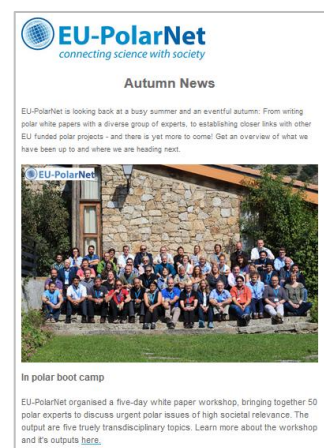 EU-PolarNet
connecting science with society
Autumn News
EU-PolarNet is looking back at a busy summer and an eventful autumn: From writing
polar white papers with a diverse group of experts, to establishing closer links with other
EU funded polar projects - and there is yet more to come! Get an overview of what we
have been up to and where we are heading next.
EU-PolarNet
In polar boot camp
EU-PolarNet organised a five-day white paper workshop, bringing together 50
polar experts to discuss urgent polar issues of high societal relevance. The
output are five truely transdisciplinary topics. Learn more about the workshop
and it's outputs here.